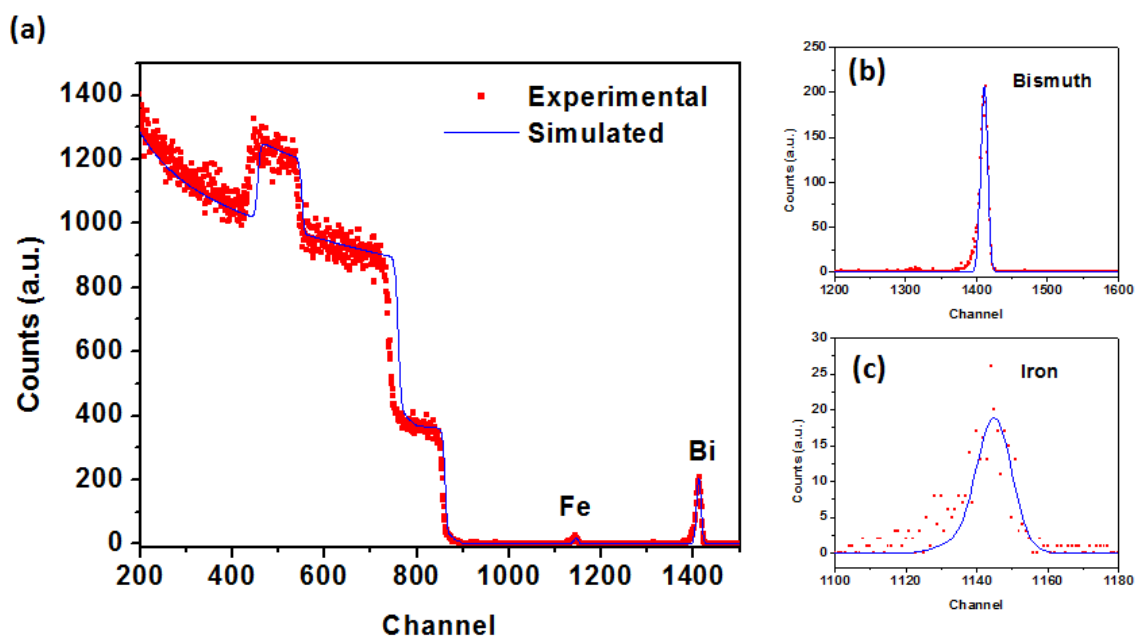 (a)
1400
1200
1000
800
600
400
200
0
Counts (a.u.)
Experimental
Simulated
Fe
Bi
200 400 600 800 1000 1200 1400
Channel
(b)
Bismuth
250
200
150
100
50
0
Counts (a.u.)
1200 1300 1400 1500 1600
Channel
(c)
Iron
30
25
20
15
10
5
0
Counts (a.u.)
1100 1120 1140 1160 1180
Channel